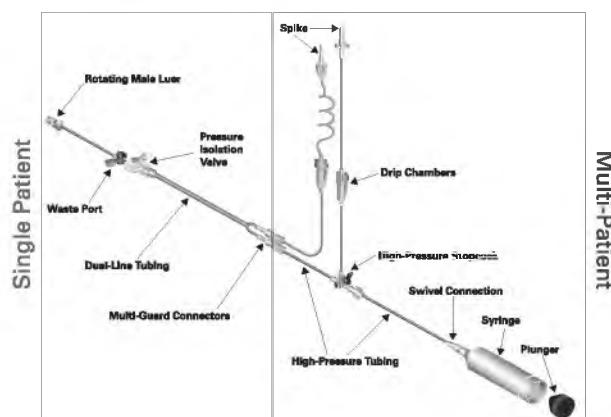 Spike
Rotating Male Luer
Pressure
Isolation
Valve
Single Patient
Multi-Patient
Drip Chambers
Waste Port
Dual-Line Tubing
High-Pressure
Swivel Connection
Multi-Guard Connectors
Syringe
Plunger
High-Pressure Tubing